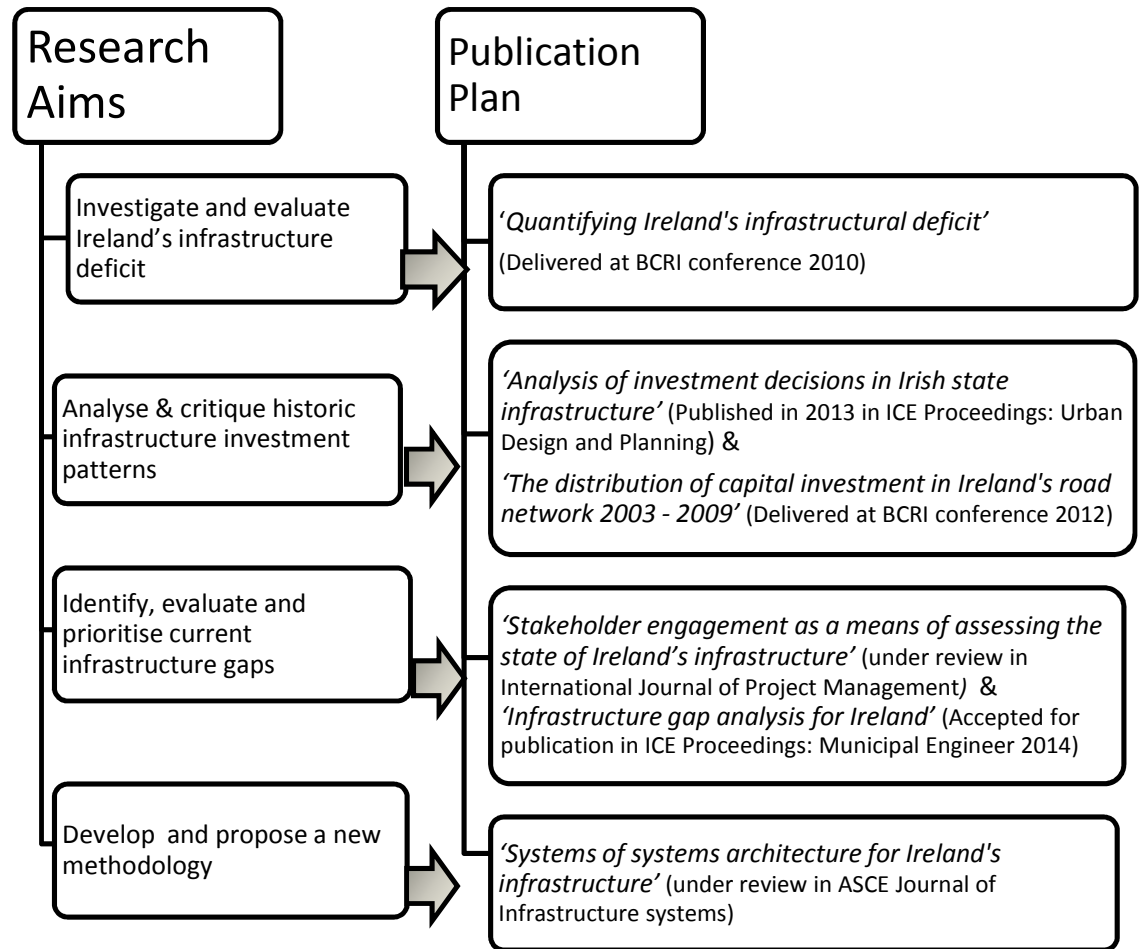 Research
Aims
Publication
Plan
Investigate and evaluate
Ireland’s infrastructure
deficit
‘Quantifying Ireland's infrastructural deficit’
(Delivered at BCRI conference 2010)
Analyse & critique historic
infrastructure investment
patterns
‘Analysis of investment decisions in Irish state
infrastructure’ (Published in 2013 in ICE Proceedings: Urban
Design and Planning) &
‘The distribution of capital investment in Ireland's road
network 2003 - 2009’ (Delivered at BCRI conference 2012)
Identify, evaluate and
prioritise current
infrastructure gaps
‘Stakeholder engagement as a means of assessing the
state of Ireland’s infrastructure’ (under review in
International Journal of Project Management) &
‘Infrastructure gap analysis for Ireland’ (Accepted for
publication in ICE Proceedings: Municipal Engineer 2014)
Develop and propose a new
methodology
‘Systems of systems architecture for Ireland's
infrastructure’ (under review in ASCE Journal of
Infrastructure systems)